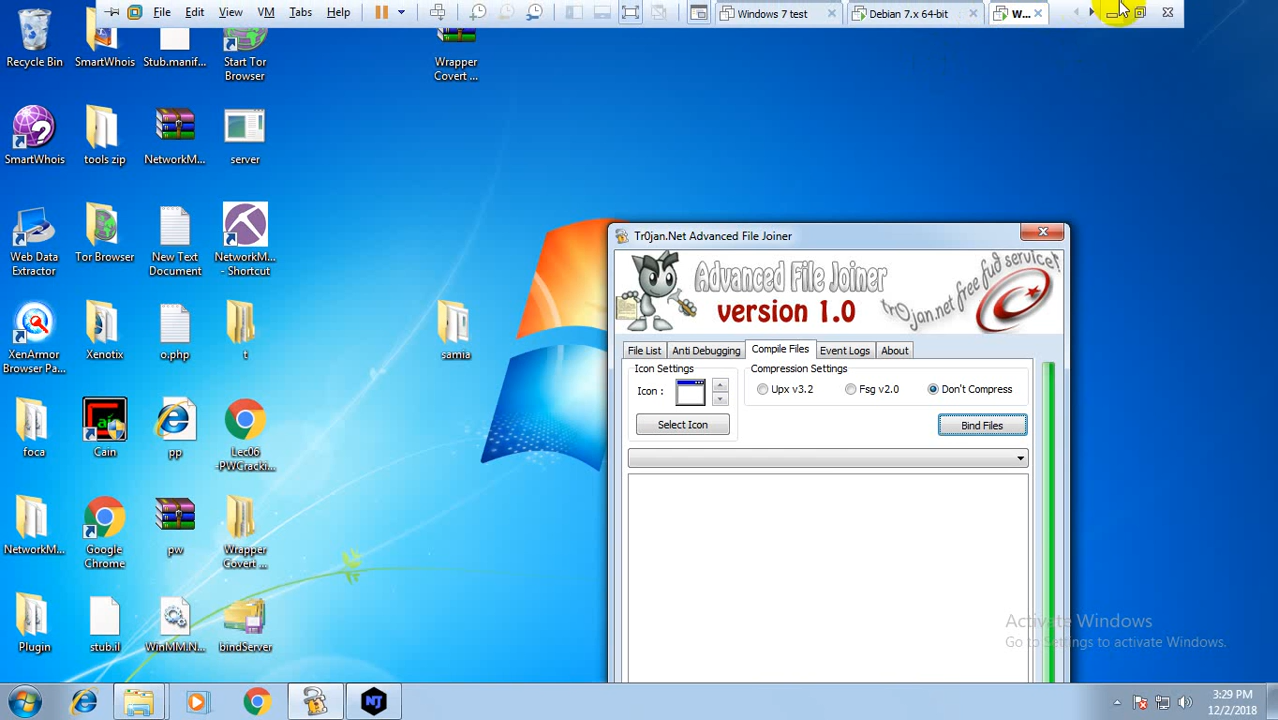 File Edit View VM Tabs Help
Windows 7 test Debian 7.x 64-bit W...
Recycle Bin
SmartWhois
Stub.manif...
Start Tor
Browser
Wrapper
Covert ...
SmartWhois
tools zip
NetworkM...
server
Web Data
Extractor
Tor Browser
New Text
Document
NetworkM...
- Shortcut
XenArmor
Browser Pa...
Xenotix
o.php
t
samia
foca
Cain
pp
Lec06
-PWCracki...
NetworkM...
Google
Chrome
pw
Wrapper
Covert ...
Plugin
stub.il
WinMM.N...
bindServer
Tr0jan.Net Advanced File Joiner
Advanced File Joiner
version 1.0
tr0jan.net free fud service!
File List Anti Debugging Compile Files Event Logs About
Icon Settings
Icon :
Select Icon
Compression Settings
Upx v3.2 Fsg v2.0 Don't Compress
Bind Files
Activate Windows
Go to Settings to activate Windows.
NT
3:29 PM
12/2/2018